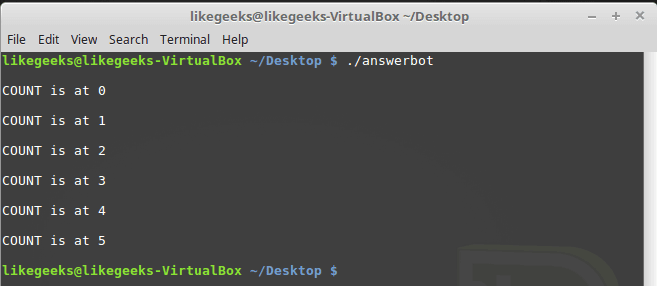 likegeeks@likegeeks-VirtualBox ~/Desktop
File Edit View Search Terminal Help
likegeeks@likegeeks-VirtualBox ~/Desktop $ ./answerbot
COUNT is at 0
COUNT is at 1
COUNT is at 2
COUNT is at 3
COUNT is at 4
COUNT is at 5
likegeeks@likegeeks-VirtualBox ~/Desktop $